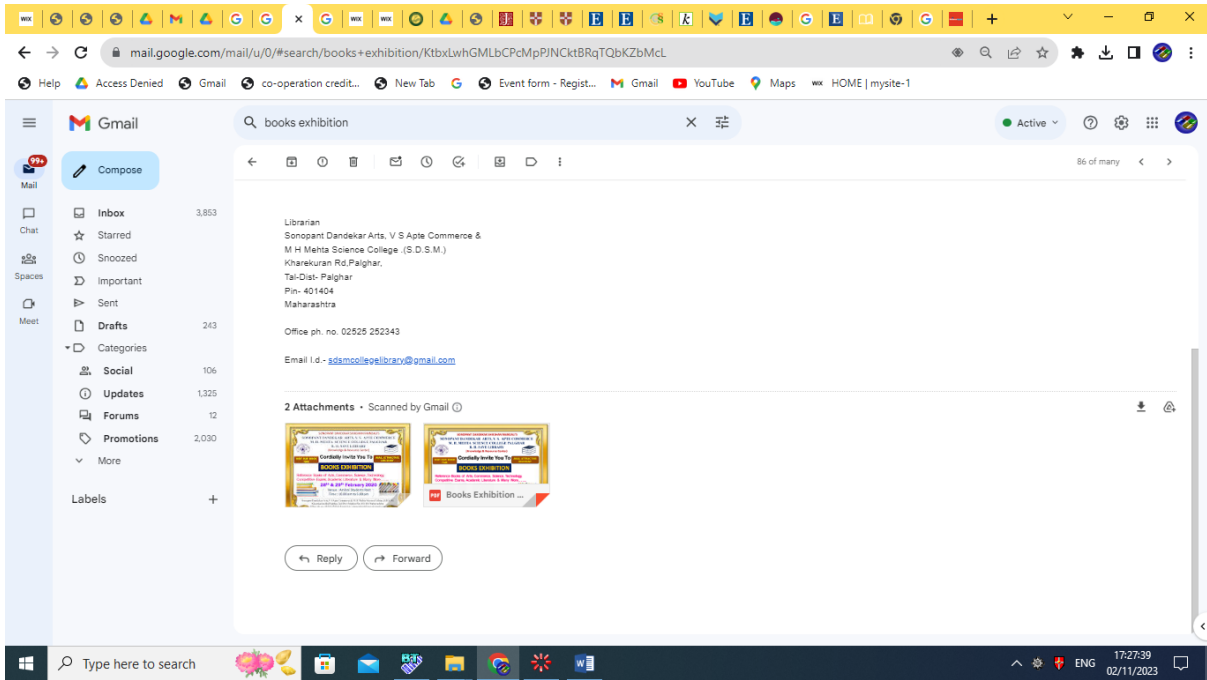 mail.google.com/mail/u/0/#search/books+exhibition/KtbxLwhGMLbCPcMpPJNCktBRqTQbKZbMcL
Help Access Denied Gmail co-operation credit... New Tab Event form - Regist... Gmail YouTube Maps HOME | mysite-1
Gmail
books exhibition
Active
99+
Mail
Chat
Spaces
Meet
Compose
Inbox 3,853
Starred
Snoozed
Important
Sent
Drafts 243
Categories
Social 106
Updates 1,325
Forums 12
Promotions 2,030
More
Labels +
86 of many
Librarian
Sonopant Dandekar Arts, V S Apte Commerce &
M H Mehta Science College .(S.D.S.M.)
Kharekuran Rd,Palghar,
Tal-Dist- Palghar
Pin- 401404
Maharashtra
Office ph. no. 02525 252343
Email I.d.- sdsmcollegelibrary@gmail.com
2 Attachments • Scanned by Gmail
Cordially Invite You To
BOOKS EXHIBITION
Cordially Invite You To
BOOKS EXHIBITION
PDF Books Exhibition ...
Reply
Forward
Type here to search
ENG
17:27:39
02/11/2023